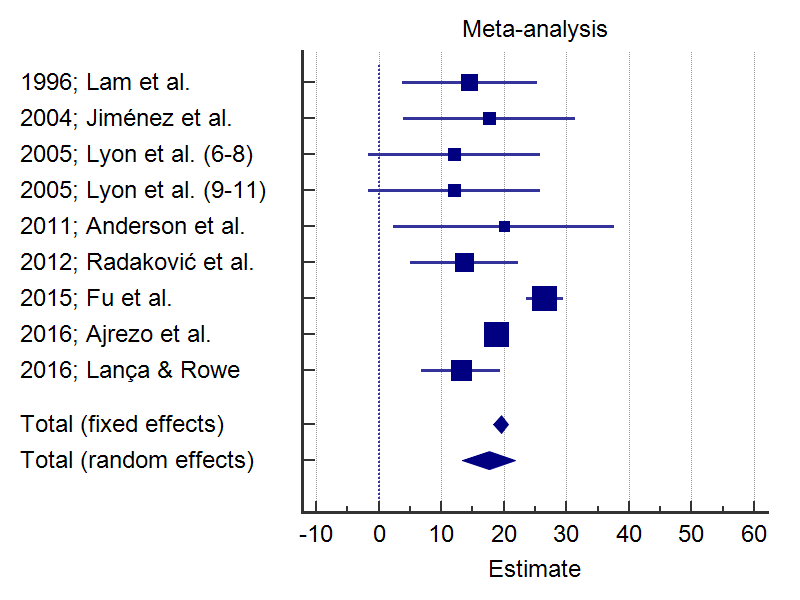 Meta-analysis
1996; Lam et al.
2004; Jiménez et al.
2005; Lyon et al. (6-8)
2005; Lyon et al. (9-11)
2011; Anderson et al.
2012; Radaković et al.
2015; Fu et al.
2016; Ajrezo et al.
2016; Lança & Rowe
Total (fixed effects)
Total (random effects)
-10 0 10 20 30 40 50 60
Estimate